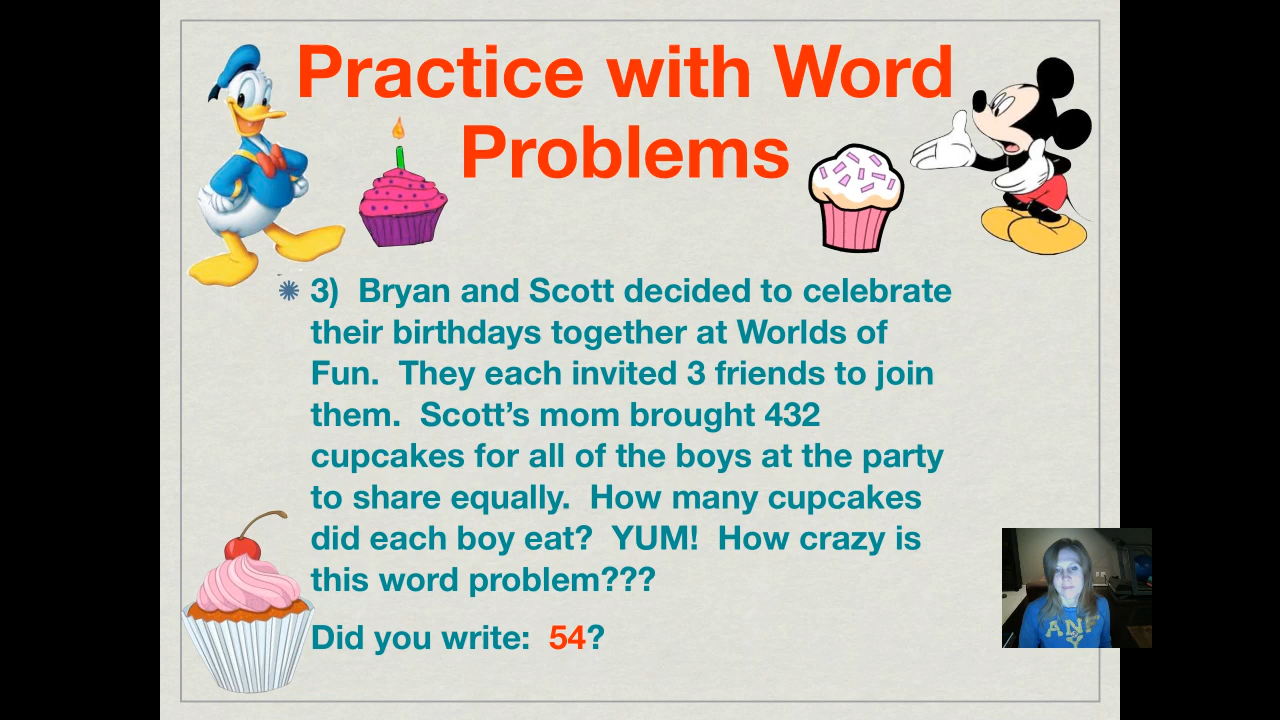 Practice with Word
Problems
3)  Bryan and Scott decided to celebrate
their birthdays together at Worlds of
Fun.  They each invited 3 friends to join
them.  Scott’s mom brought 432
cupcakes for all of the boys at the party
to share equally.  How many cupcakes
did each boy eat?  YUM!  How crazy is
this word problem???
Did you write:  54?